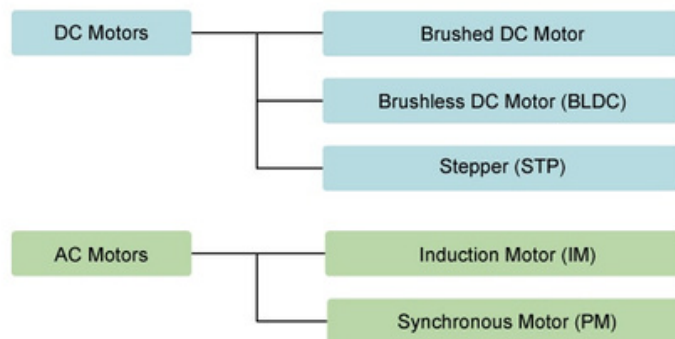 DC Motors
Brushed DC Motor
Brushless DC Motor (BLDC)
Stepper (STP)
AC Motors
Induction Motor (IM)
Synchronous Motor (PM)